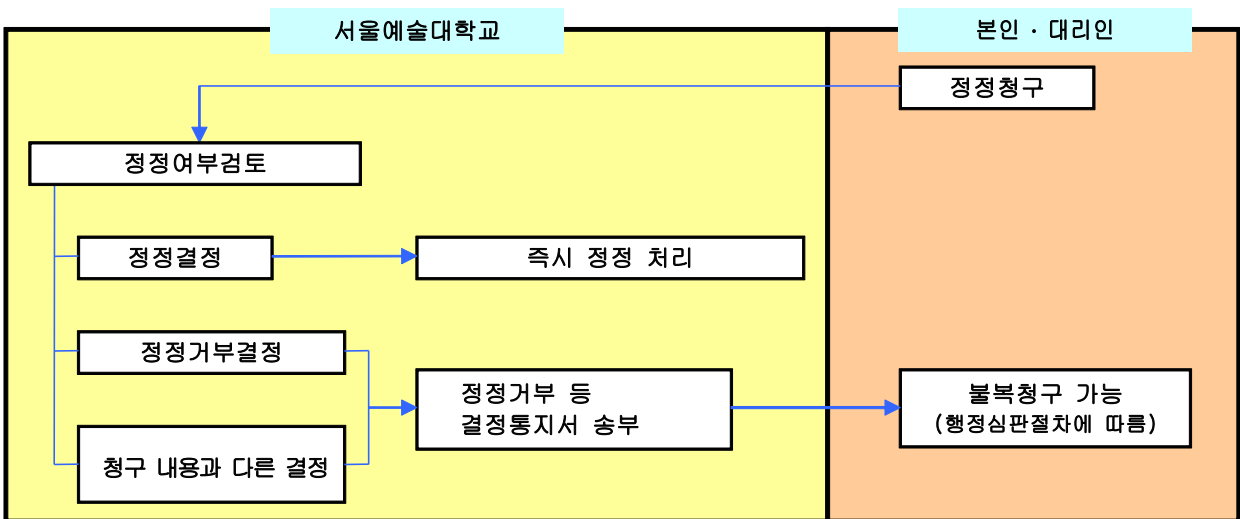 서울예술대학교
본인 · 대리인
정정청구
정정여부검토
정정결정
즉시 정정 처리
정정거부결정
정정거부 등
결정통지서 송부
불복청구 가능
(행정심판절차에 따름)
청구 내용과 다른 결정